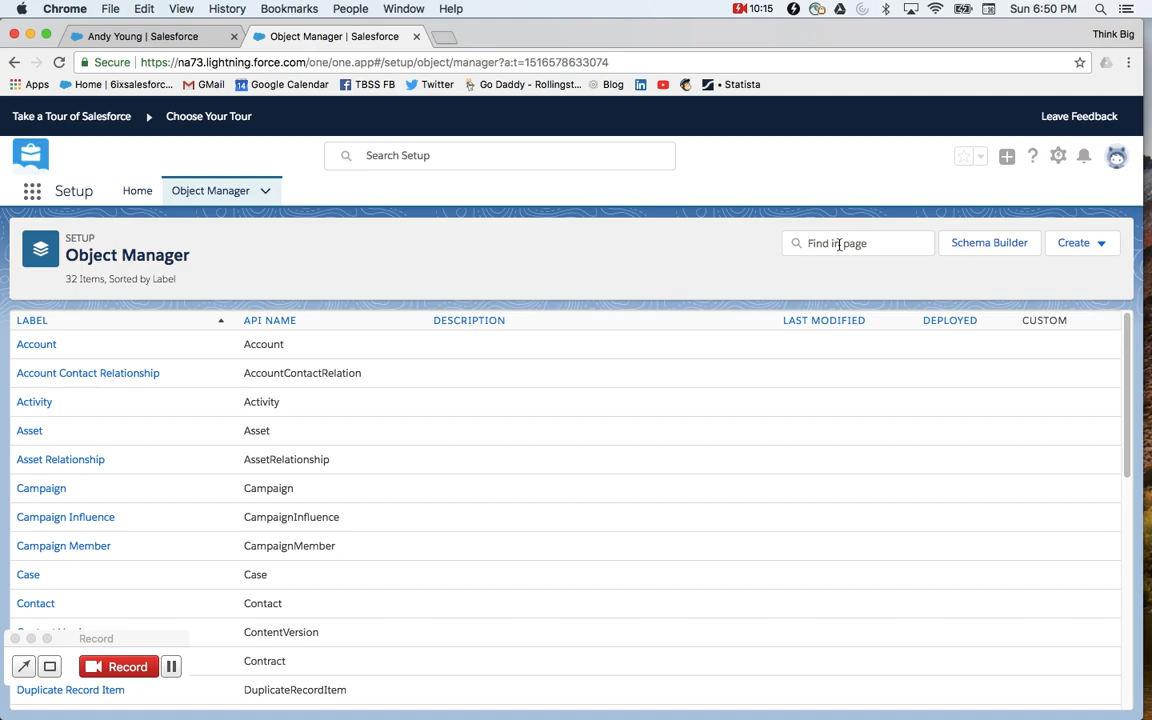 Chrome File Edit View History Bookmarks People Window Help 10:15 Sun 6:50 PM
Andy Young | Salesforce Object Manager | Salesforce Think Big
Secure https://na73.lightning.force.com/one/one.app#/setup/object/manager?a:t=1516578633074
Apps Home | 6ixsalesforc... GMail Google Calendar TBSS FB Twitter Go Daddy - Rollingst... Blog • Statista
Take a Tour of Salesforce Choose Your Tour Leave Feedback
Search Setup
Setup Home Object Manager
SETUP
Object Manager
32 Items, Sorted by Label
Find in page Schema Builder Create
LABEL API NAME DESCRIPTION LAST MODIFIED DEPLOYED CUSTOM
Account Account
Account Contact Relationship AccountContactRelation
Activity Activity
Asset Asset
Asset Relationship AssetRelationship
Campaign Campaign
Campaign Influence CampaignInfluence
Campaign Member CampaignMember
Case Case
Contact Contact
ContentVersion
Record
Contract
Record
Duplicate Record Item DuplicateRecordItem